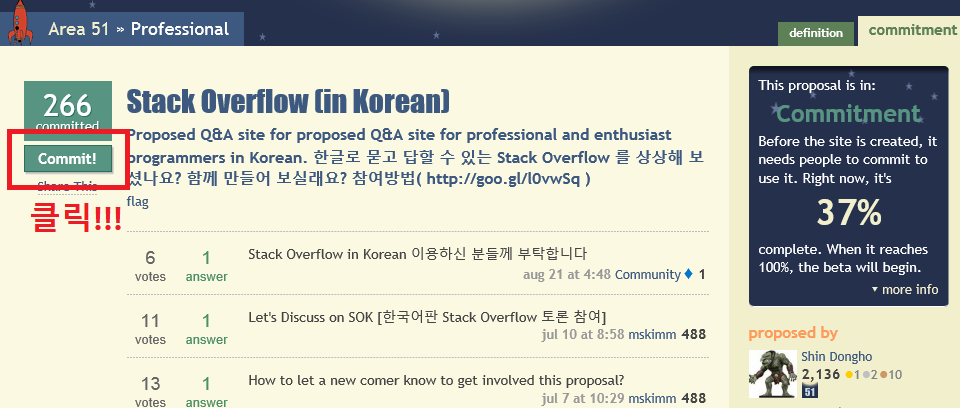 Area 51 » Professional
definition
commitment
266
committed
Commit!
Share This
클릭!!!
Stack Overflow (in Korean)
Proposed Q&A site for proposed Q&A site for professional and enthusiast
programmers in Korean. 한글로 묻고 답할 수 있는 Stack Overflow 를 상상해 보
셨나요? 함께 만들어 보실래요? 참여방법( http://goo.gl/l0vwSq )
flag
6
votes
1
answer
Stack Overflow in Korean 이용하신 분들께 부탁합니다
aug 21 at 4:48 Community ♦ 1
11
votes
1
answer
Let's Discuss on SOK [한국어판 Stack Overflow 토론 참여]
jul 10 at 8:58 mskimm 488
13
votes
1
answer
How to let a new comer know to get involved this proposal?
jul 7 at 10:29 mskimm 488
This proposal is in:
Commitment
Before the site is created, it
needs people to commit to
use it. Right now, it's
37%
complete. When it reaches
100%, the beta will begin.
▾ more info
proposed by
Shin Dongho
2,136 ●1●2●10
51